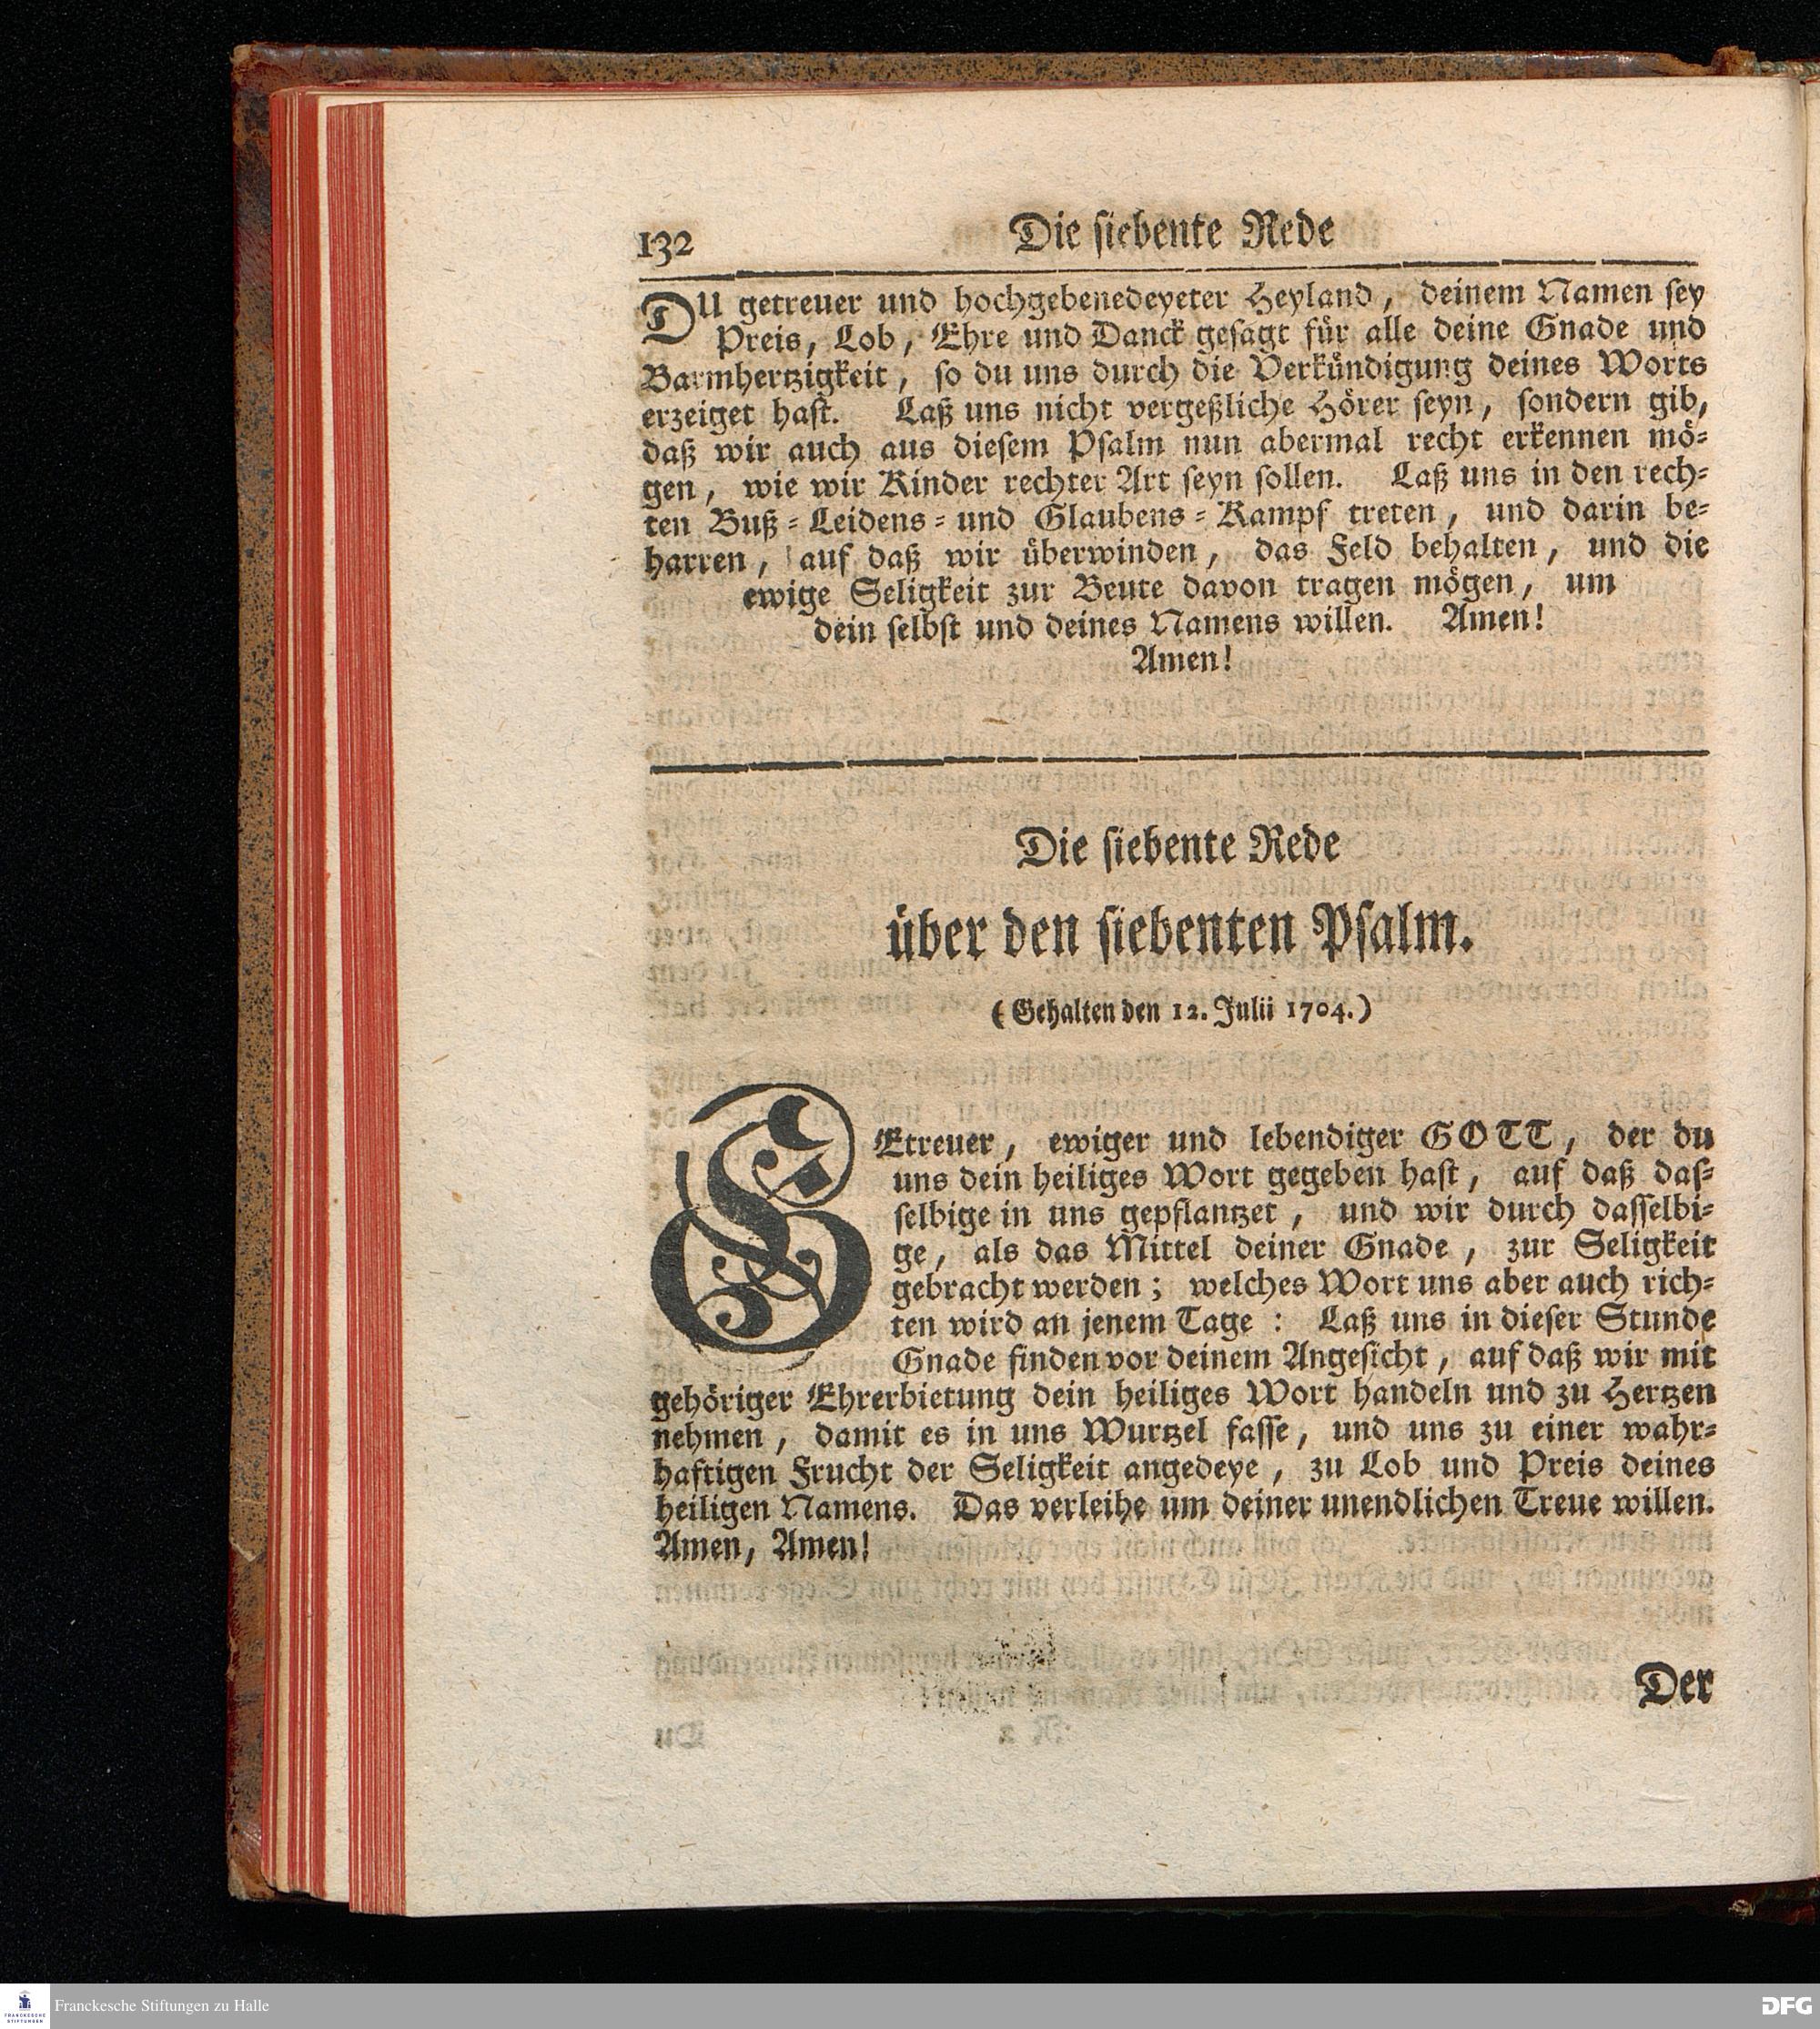 132
Die siebente Rede
DU getreuer und hochgebenedeyeter Heyland, deinem Namen sey
Preis, Lob, Ehre und Danck gesagt für alle deine Gnade und
Barmhertzigkeit, so du uns durch die Verkündigung deines Worts
erzeiget hast. Laß uns nicht vergeßliche Hörer seyn, sondern gib,
daß wir auch aus diesem Psalm nun abermal recht erkennen mö-
gen, wie wir Kinder rechter Art seyn sollen. Laß uns in den rech-
ten Buß-Leidens-und Glaubens-Kampf treten, und darin be-
harren, auf daß wir überwinden, das Feld behalten, und die
ewige Seligkeit zur Beute davon tragen mögen, um
dein selbst und deines Namens willen. Amen!
Amen!
Die siebente Rede
über den siebenten Psalm.
(Gehalten den 12. Julii 1704.)
GEtreuer, ewiger und lebendiger GOTT, der du
uns dein heiliges Wort gegeben hast, auf daß das-
selbige in uns gepflantzet, und wir durch dasselbi-
ge, als das Mittel deiner Gnade, zur Seligkeit
gebracht werden; welches Wort uns aber auch rich-
ten wird an jenem Tage: Laß uns in dieser Stunde
Gnade finden vor deinem Angesicht, auf daß wir mit
gehöriger Ehrerbietung dein heiliges Wort handeln und zu Hertzen
nehmen, damit es in uns Wurtzel fasse, und uns zu einer wahr-
haftigen Frucht der Seligkeit angedeye, zu Lob und Preis deines
heiligen Namens. Das verleihe um deiner unendlichen Treue willen.
Amen, Amen!
Der
FRANCKESCHE
STIFTUNGEN
Franckesche Stiftungen zu Halle
DFG